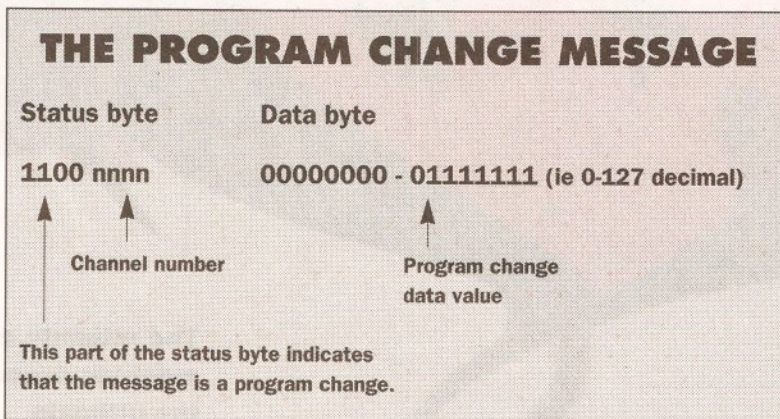 THE PROGRAM CHANGE MESSAGE
Status byte Data byte
1100 nnnn 00000000 - 01111111 (ie 0-127 decimal)
Channel number Program change
data value
This part of the status byte indicates
that the message is a program change.